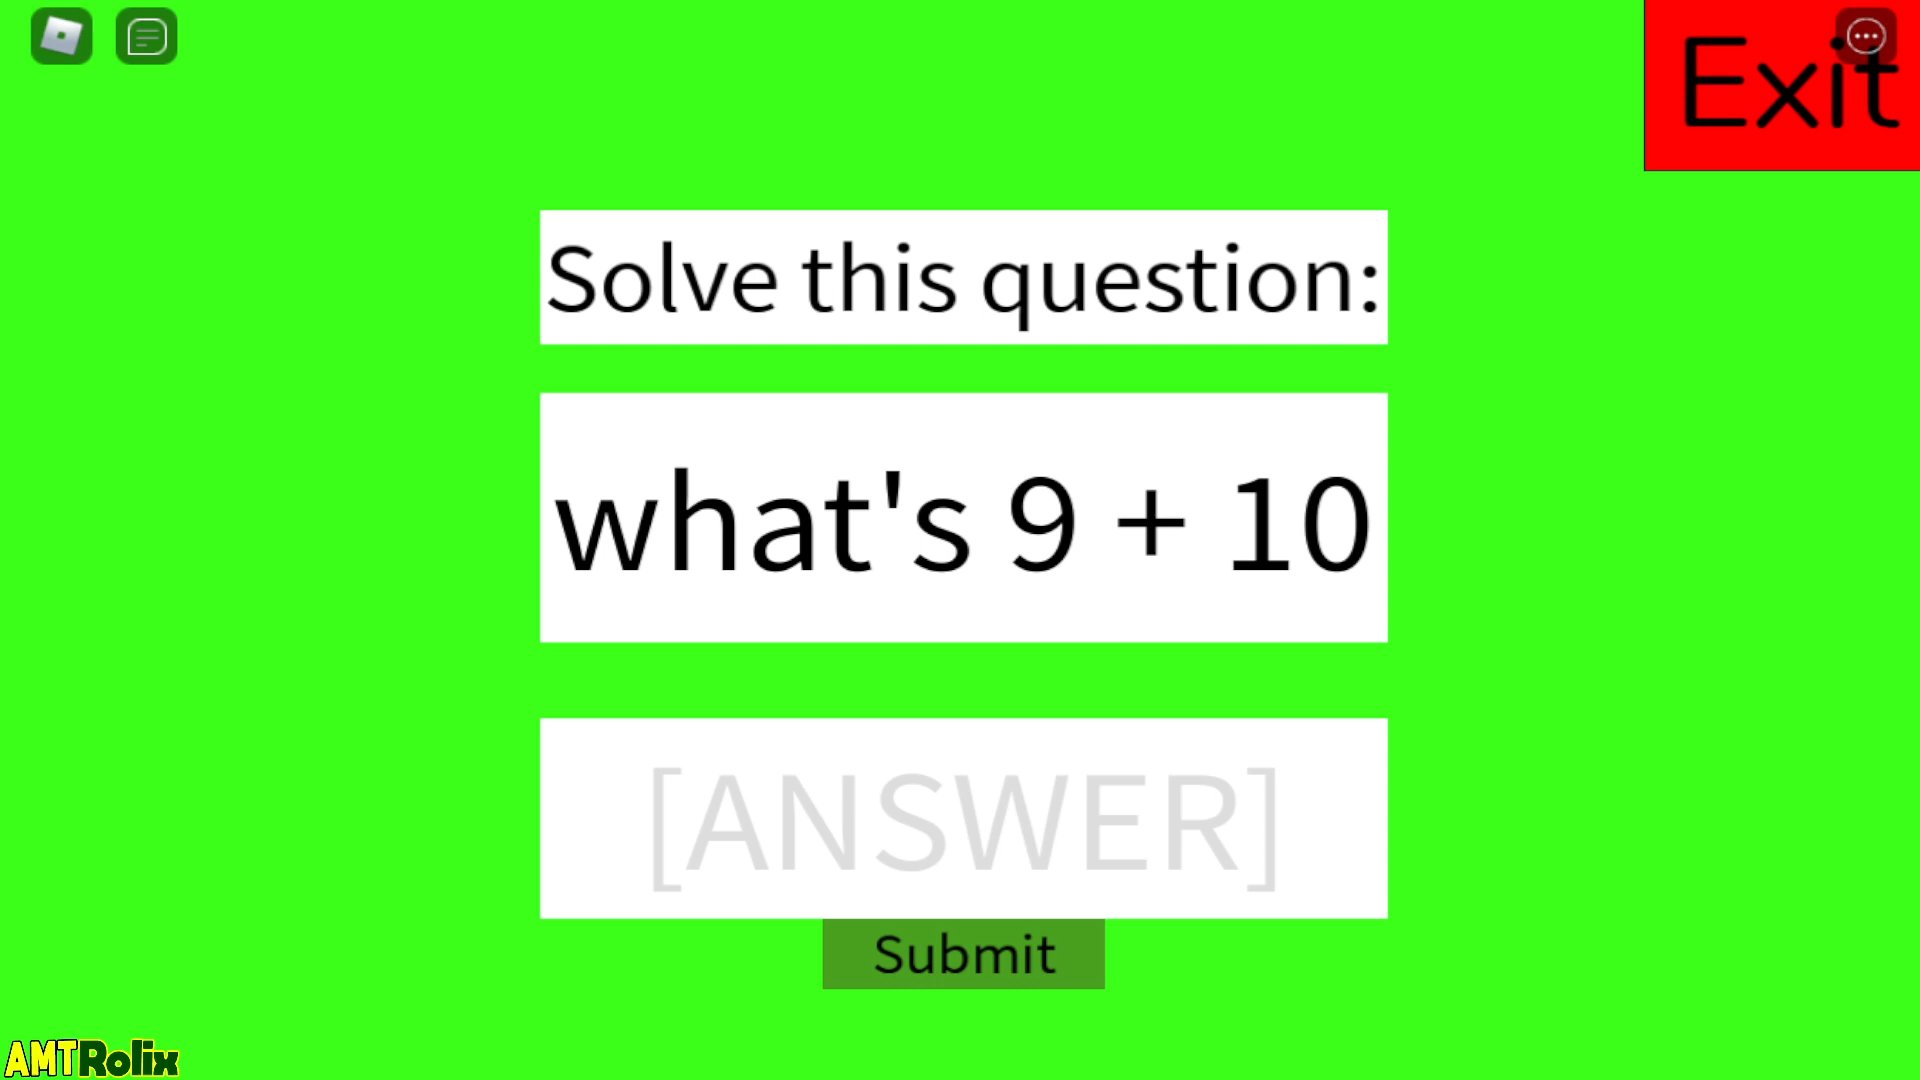 Exit
Solve this question:
what's 9 + 10
[ANSWER]
Submit
AMTRolix